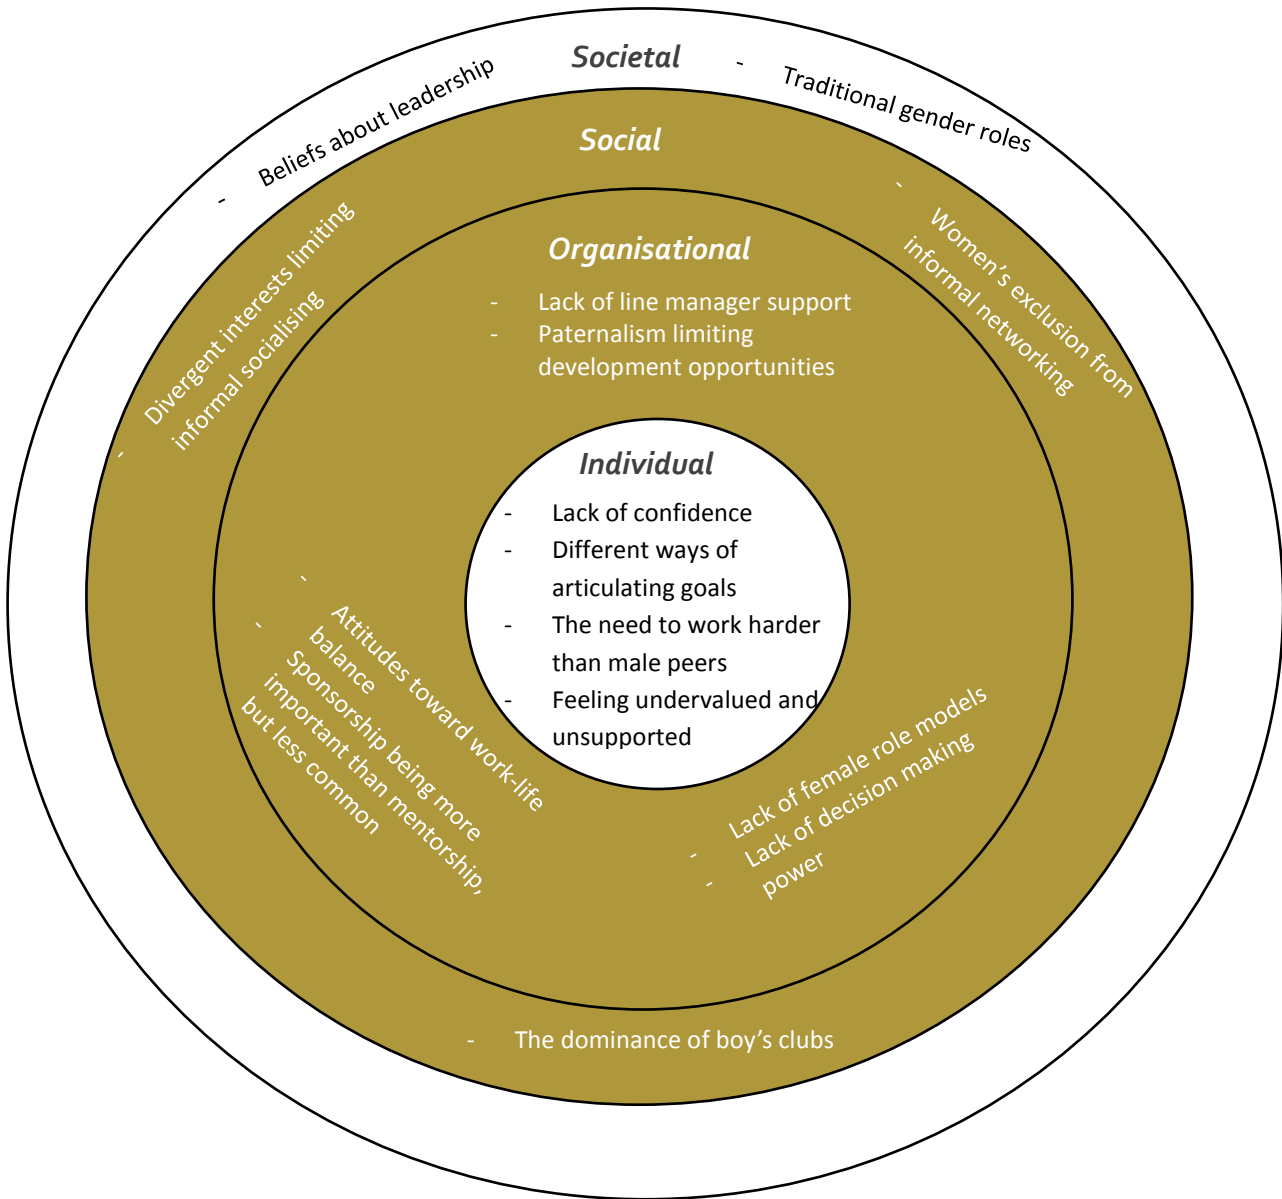 Societal
- Beliefs about leadership
- Traditional gender roles
Social
- Divergent interests limiting
informal socialising
- Women’s exclusion from
informal networking
Organisational
- Lack of line manager support
- Paternalism limiting
development opportunities
Individual
- Lack of confidence
- Different ways of
articulating goals
- The need to work harder
than male peers
- Feeling undervalued and
unsupported
- Attitudes toward work-life
balance
- Sponsorship being more
important than mentorship,
but less common
- Lack of female role models
- Lack of decision making
power
- The dominance of boy’s clubs